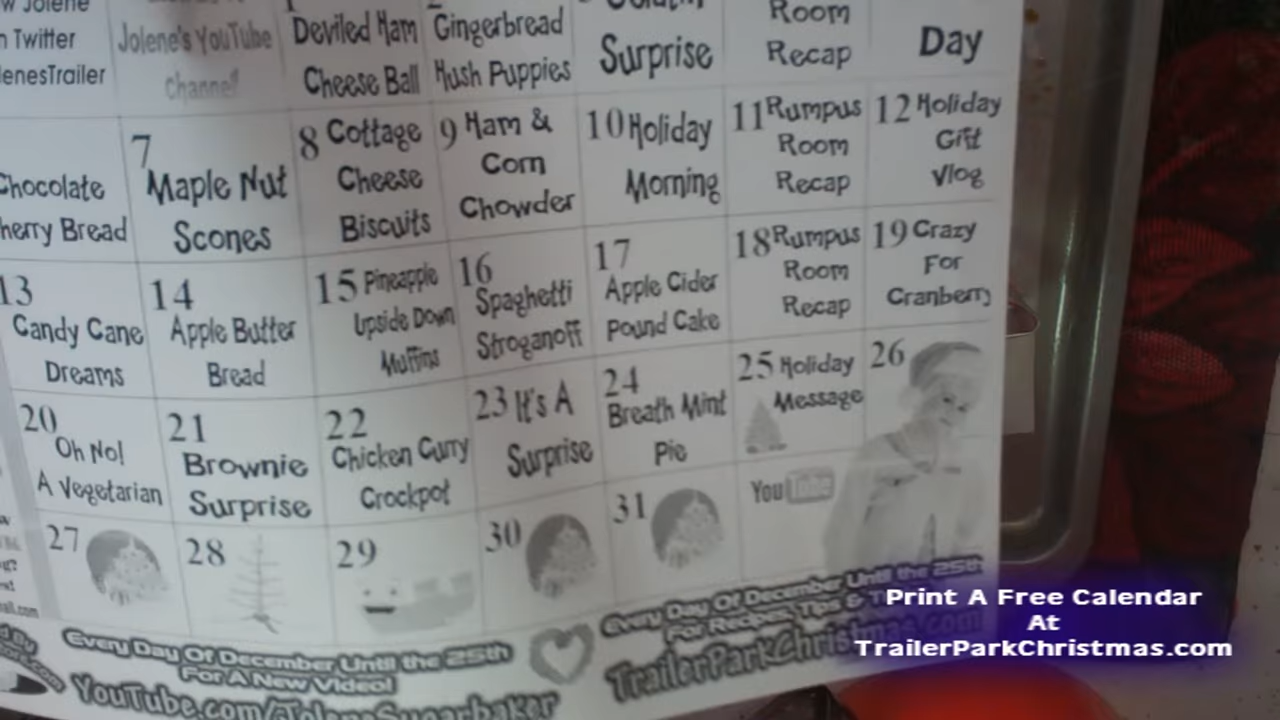 Jolene
Twitter
Jolene's YouTube
Channel
Deviled Ham
Cheese Ball
Gingerbread
Hush Puppies
Surprise
Room
Recap
Day
Chocolate
Bread
7
Maple Nut
Scones
8 Cottage
Cheese
Biscuits
9 Ham &
Corn
Chowder
10 Holiday
Morning
11 Rumpus
Room
Recap
12 Holiday
Gift
Vlog
13
Candy Cane
Dreams
14
Apple Butter
Bread
15 Pineapple
Upside Down
Muffins
16
Spaghetti
Stroganoff
17
Apple Cider
Pound Cake
18 Rumpus
Room
Recap
19 Crazy
For
Cranberry
20
Oh No!
A Vegetarian
21
Brownie
Surprise
22
Chicken Curry
Crockpot
23 It's A
Surprise
24
Breath Mint
Pie
25 Holiday
Message
YouTube
26
27
28
29
30
31
Every Day Of December Until the 25th
For A New Video!
YouTube.com/JoleneSugarbaker
Every Day Of December Until the 25th
For Recipes, Tips &
TrailerParkChristmas.com
Print A Free Calendar
At
TrailerParkChristmas.com